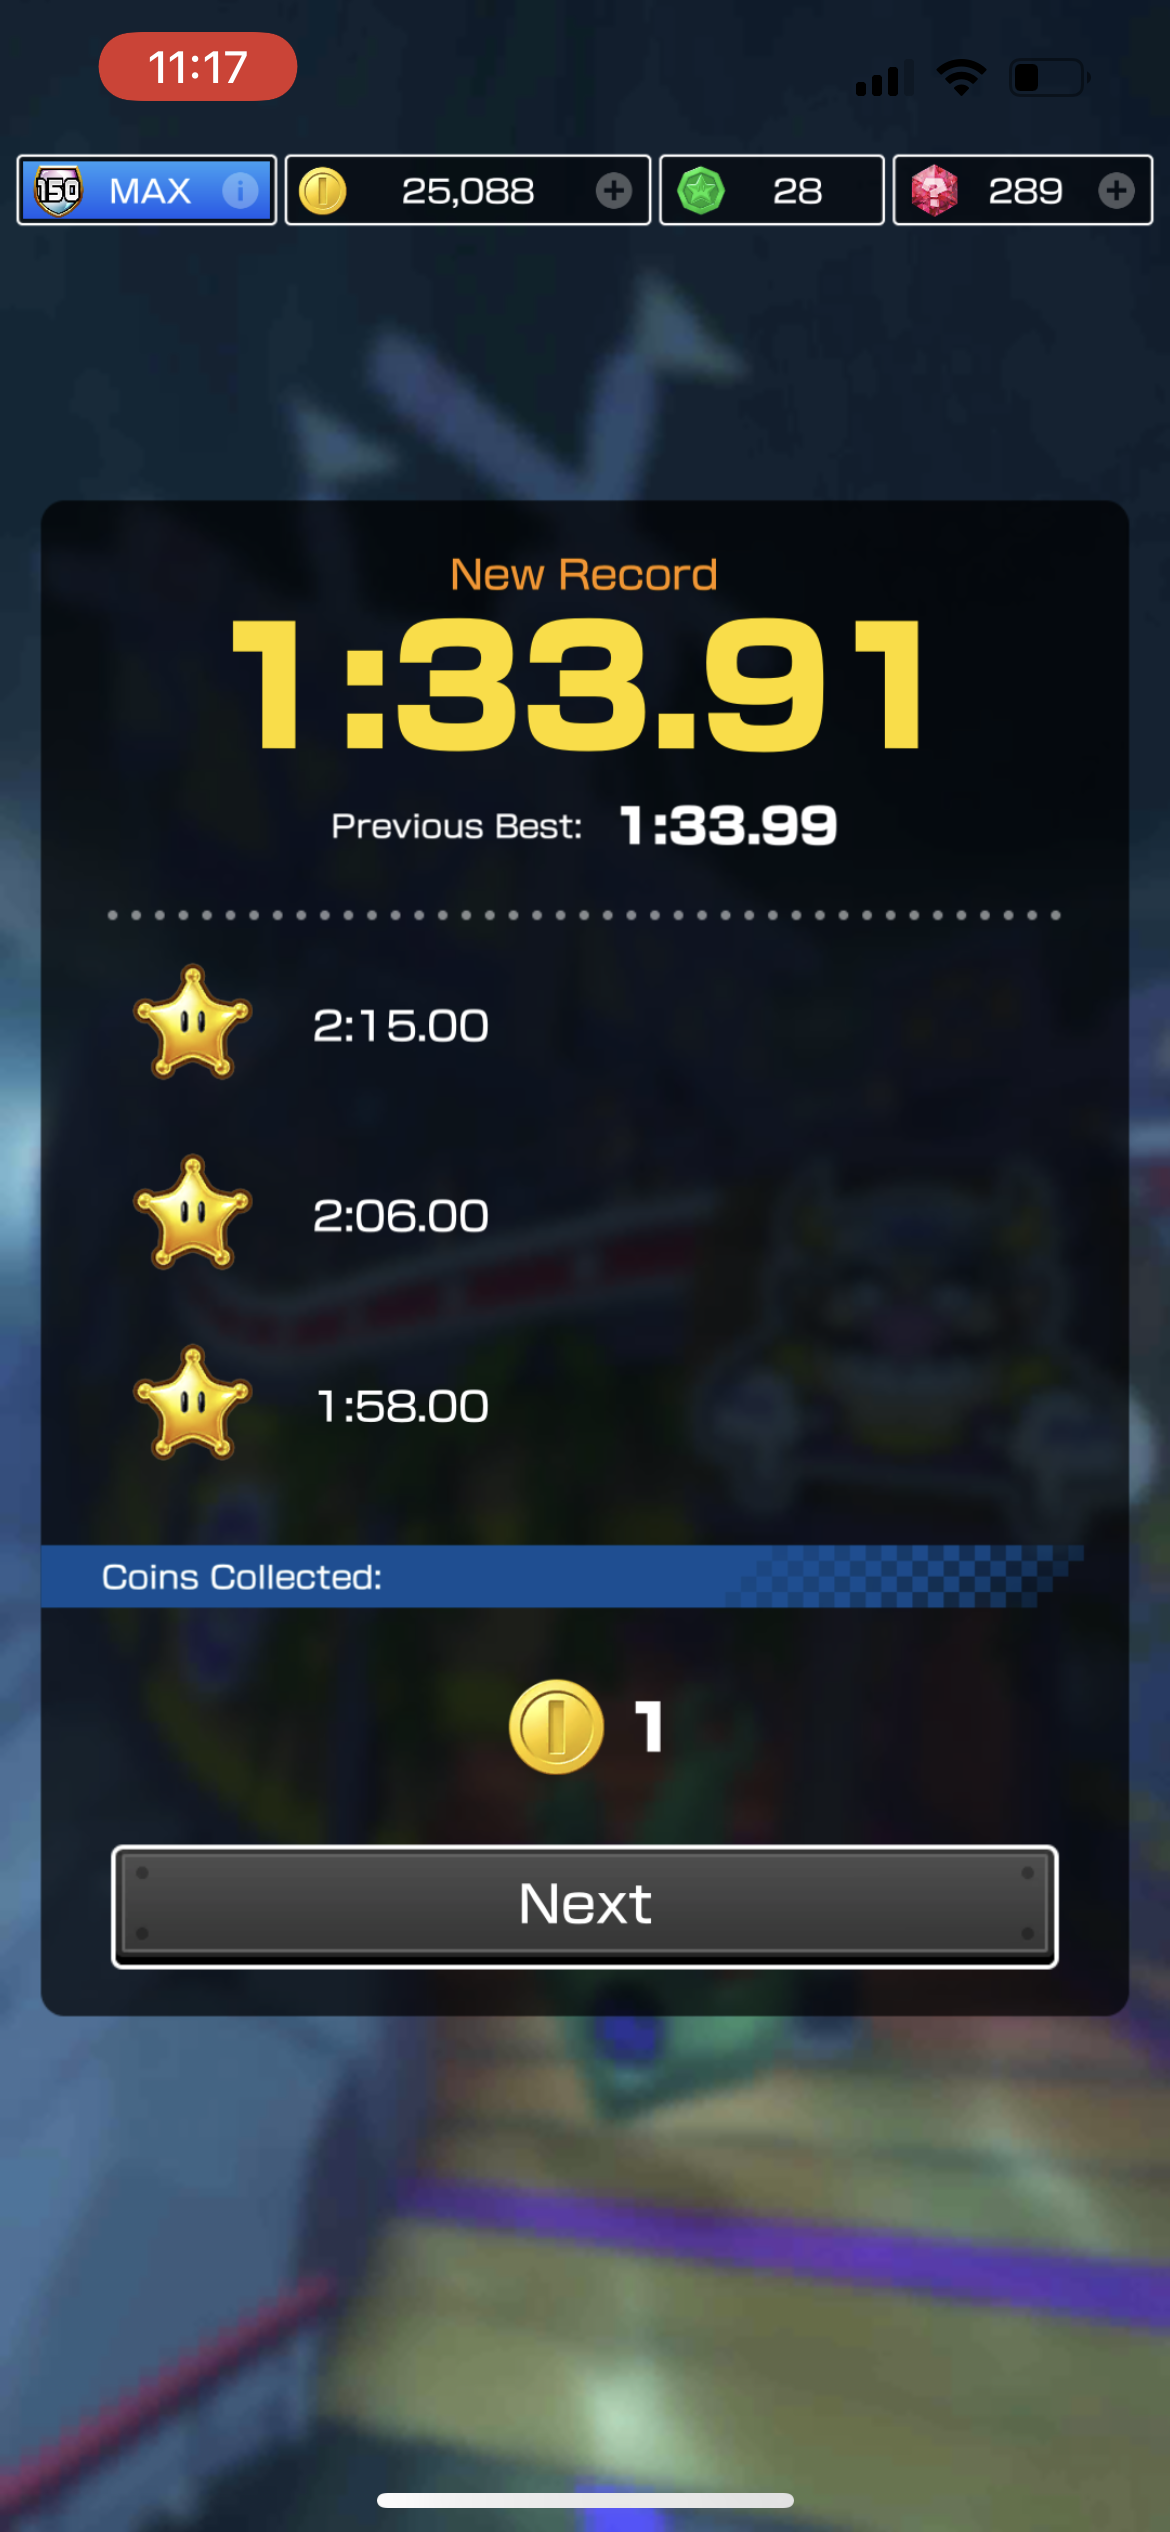 11:17
150 MAX i 25,088 + 28 ? 289 +
New Record
1:33.91
Previous Best: 1:33.99
2:15.00
2:06.00
1:58.00
Coins Collected:
1
Next